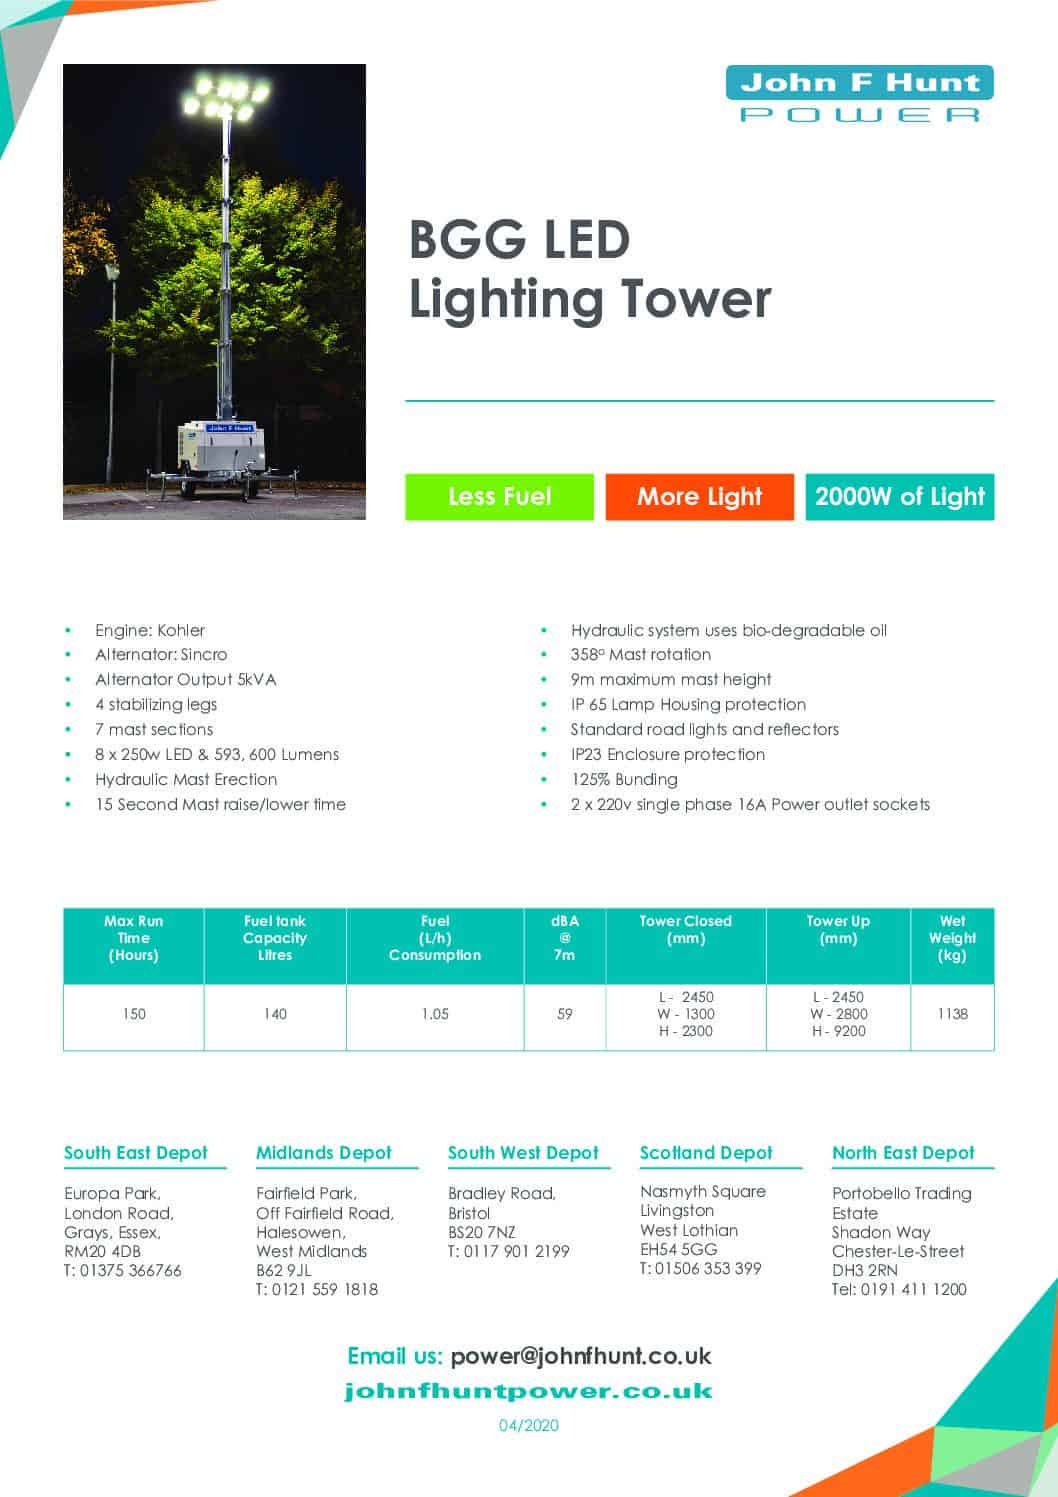 John F Hunt
POWER
John F Hunt
BGG LED
Lighting Tower
Less Fuel
More Light
2000W of Light
• Engine: Kohler
• Alternator: Sincro
• Alternator Output 5kVA
• 4 stabilizing legs
• 7 mast sections
• 8 x 250w LED & 593, 600 Lumens
• Hydraulic Mast Erection
• 15 Second Mast raise/lower time
• Hydraulic system uses bio-degradable oil
• 358º Mast rotation
• 9m maximum mast height
• IP 65 Lamp Housing protection
• Standard road lights and reflectors
• IP23 Enclosure protection
• 125% Bunding
• 2 x 220v single phase 16A Power outlet sockets
Max Run
Time
(Hours)
Fuel tank
Capacity
Litres
Fuel
(L/h)
Consumption
dBA
@
7m
Tower Closed
(mm)
Tower Up
(mm)
Wet
Weight
(kg)
150
140
1.05
59
L - 2450
W - 1300
H - 2300
L - 2450
W - 2800
H - 9200
1138
South East Depot
Europa Park,
London Road,
Grays, Essex,
RM20 4DB
T: 01375 366766
Midlands Depot
Fairfield Park,
Off Fairfield Road,
Halesowen,
West Midlands
B62 9JL
T: 0121 559 1818
South West Depot
Bradley Road,
Bristol
BS20 7NZ
T: 0117 901 2199
Scotland Depot
Nasmyth Square
Livingston
West Lothian
EH54 5GG
T: 01506 353 399
North East Depot
Portobello Trading
Estate
Shadon Way
Chester-Le-Street
DH3 2RN
Tel: 0191 411 1200
Email us: power@johnfhunt.co.uk
johnfhuntpower.co.uk
04/2020